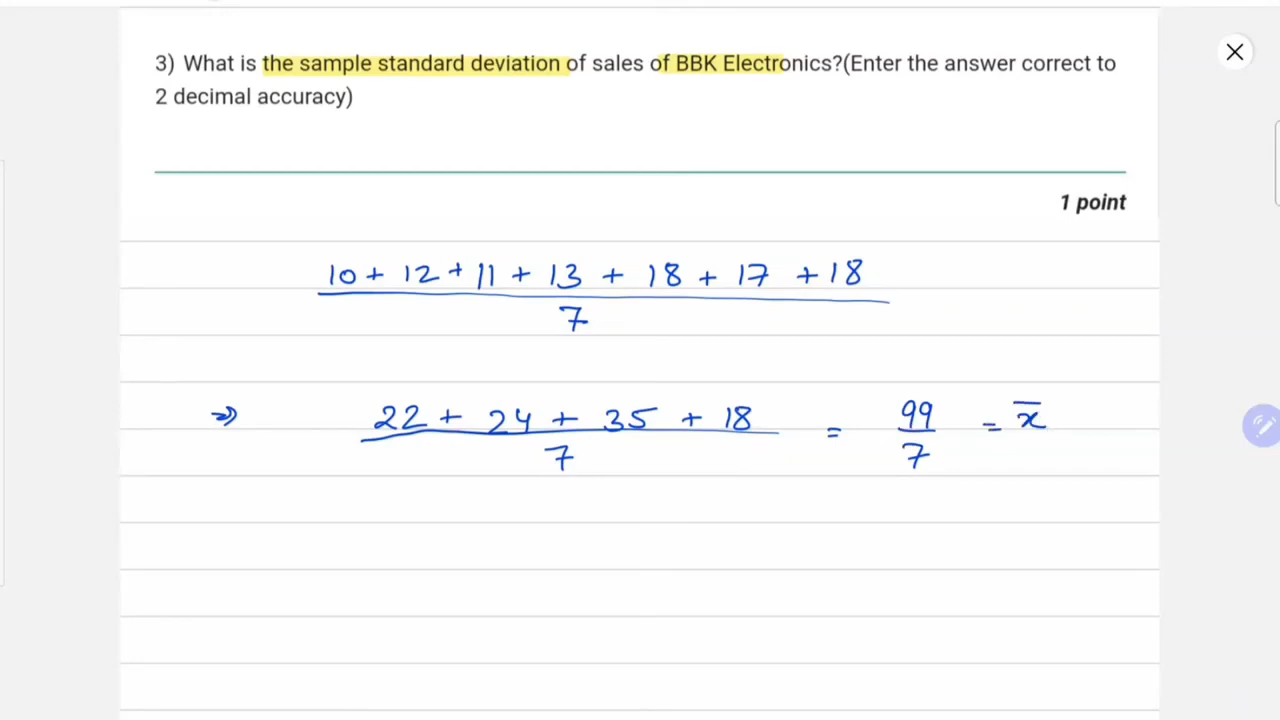 3) What is the sample standard deviation of sales of BBK Electronics?(Enter the answer correct to
2 decimal accuracy)
1 point
10 + 12 + 11 + 13 + 18 + 17 + 18
7
⇒ 22 + 24 + 35 + 18 = 99 = x̄
7 7